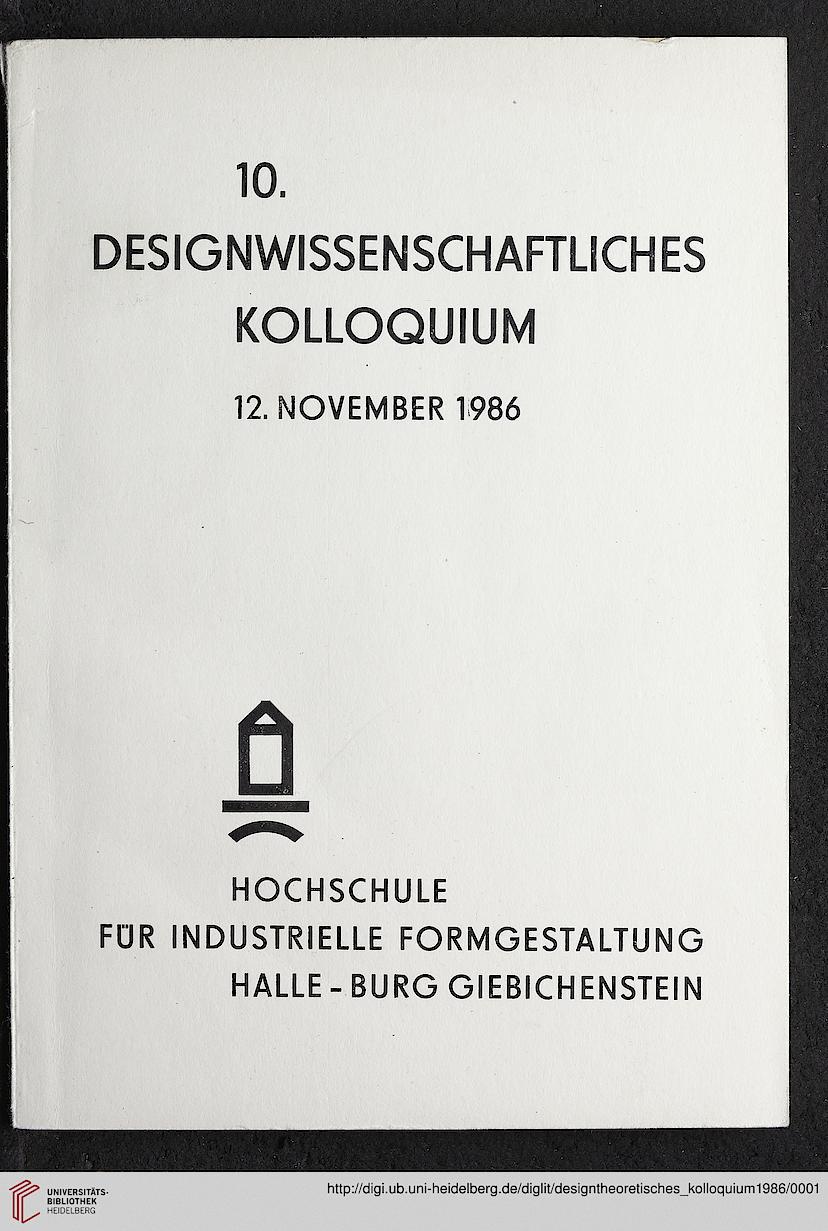 10.
DESIGNWISSENSCHAFTLICHES
KOLLOQUIUM
12. NOVEMBER 1986
HOCHSCHULE
FÜR INDUSTRIELLE FORMGESTALTUNG
HALLE - BURG GIEBICHENSTEIN
UNIVERSITÄTS-
BIBLIOTHEK
HEIDELBERG
http://digi.ub.uni-heidelberg.de/diglit/designtheoretisches_kolloquium1986/0001